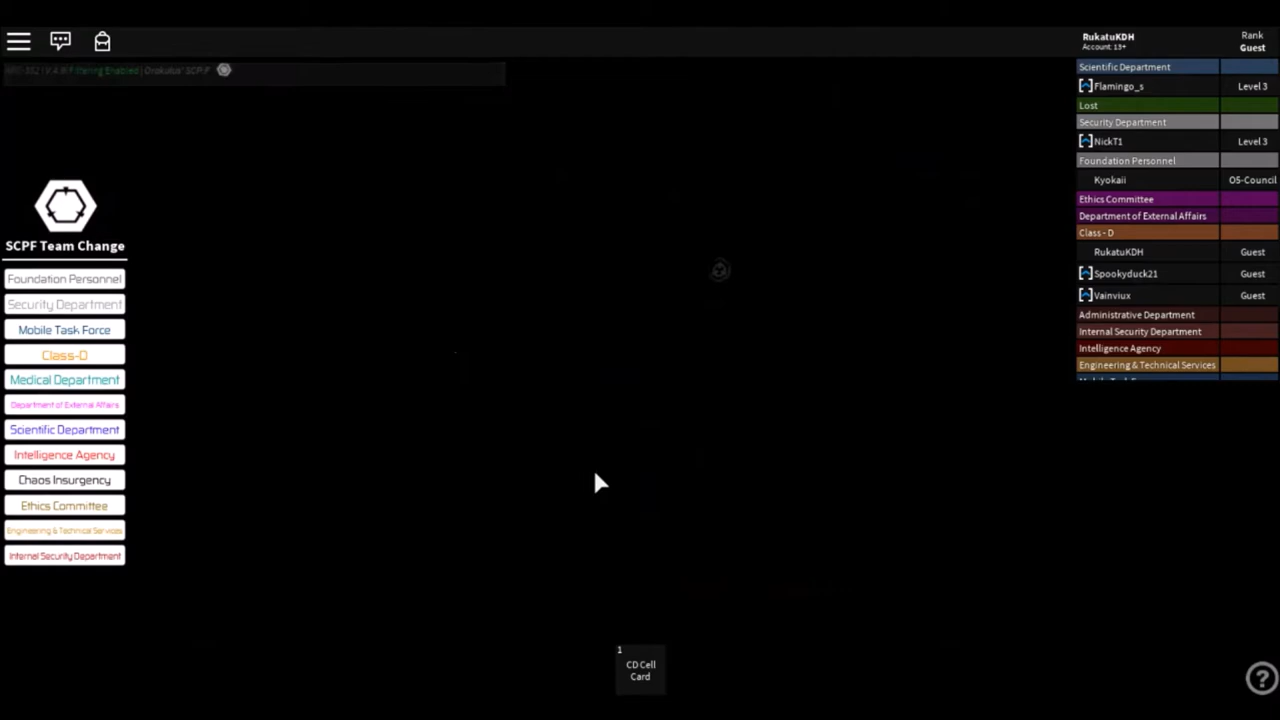 RukatuKDH
Account: 13+
Rank
Guest
Filtering Enabled
SCPF Team Change
Foundation Personnel
Security Department
Mobile Task Force
Class-D
Medical Department
Department of External Affairs
Scientific Department
Intelligence Agency
Chaos Insurgency
Ethics Committee
Engineering & Technical Services
Internal Security Department
Scientific Department
Flamingo_s Level 3
Lost
Security Department
NickT1 Level 3
Foundation Personnel
Kyokaii O5-Council
Ethics Committee
Department of External Affairs
Class - D
RukatuKDH Guest
Spookyduck21 Guest
Vainviux Guest
Administrative Department
Internal Security Department
Intelligence Agency
Engineering & Technical Services
1
CD Cell
Card
?